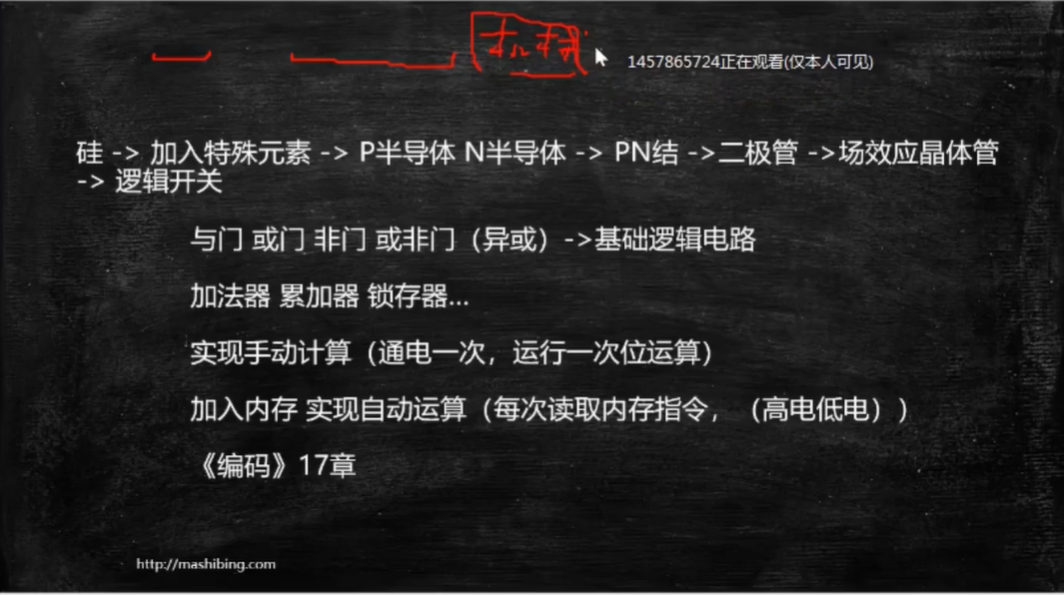 机械
1457865724正在观看(仅本人可见)
硅 -> 加入特殊元素 -> P半导体 N半导体 -> PN结 ->二极管 ->场效应晶体管
-> 逻辑开关
与门 或门 非门 或非门（异或）->基础逻辑电路
加法器 累加器 锁存器...
实现手动计算（通电一次，运行一次位运算）
加入内存 实现自动运算（每次读取内存指令，（高电低电））
《编码》17章
http://mashibing.com